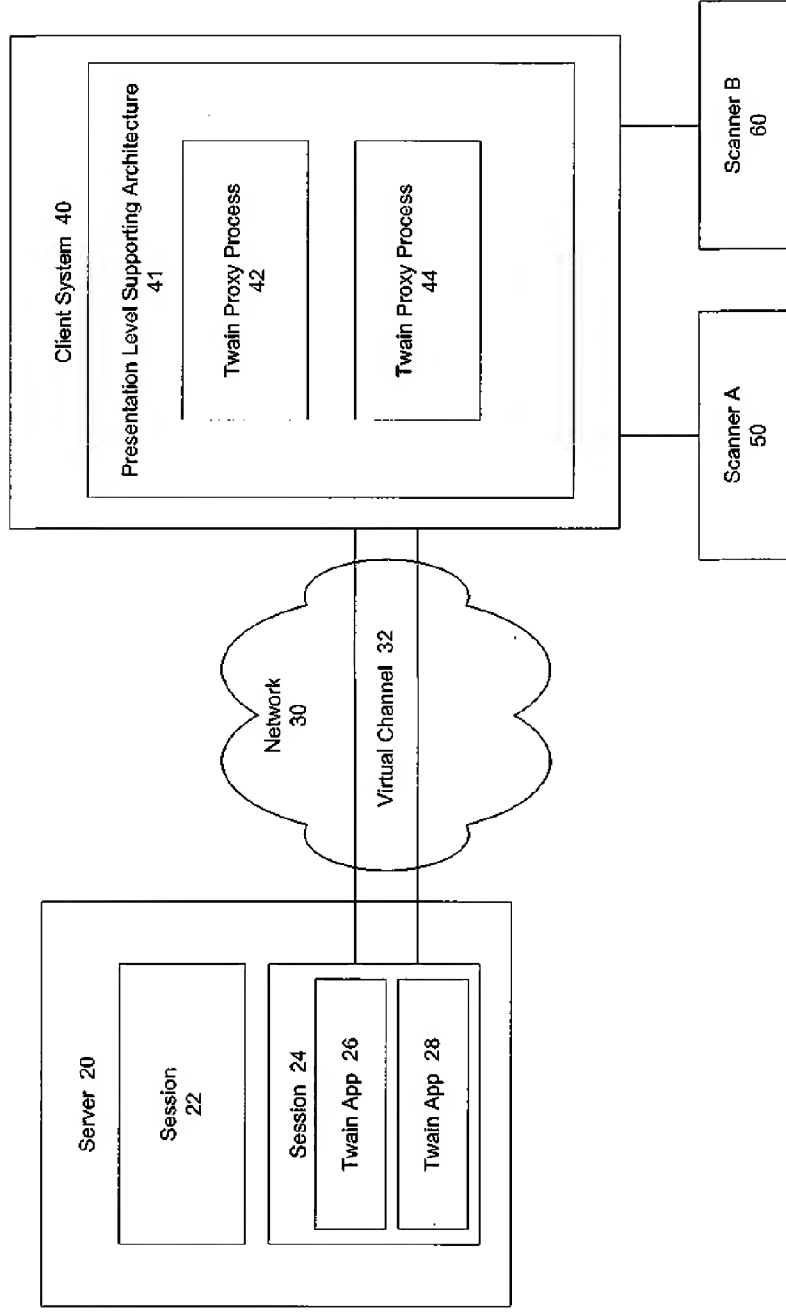 Server 20
Session
22
Session 24
Twain App 26
Twain App 28
Network
30
Virtual Channel 32
Client System 40
Presentation Level Supporting Architecture
41
Twain Proxy Process
42
Twain Proxy Process
44
Scanner A
50
Scanner B
60